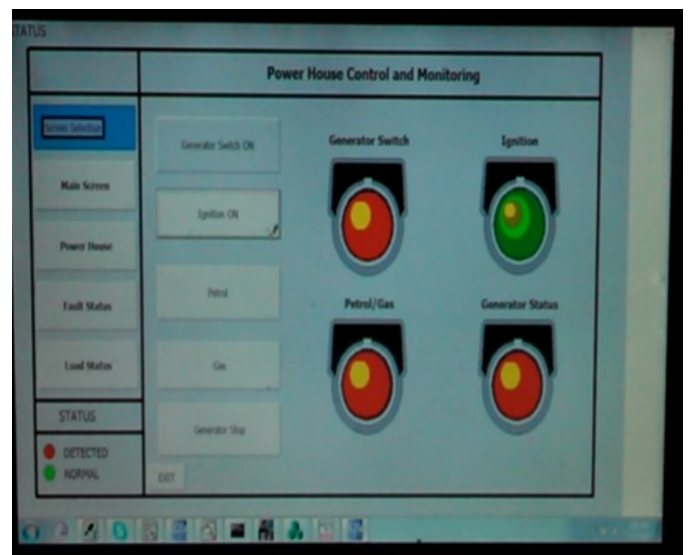 STATUS
Power House Control and Monitoring
Screen Selection
Main Screen
Power House
Fault Status
Load Status
STATUS
DETECTED
NORMAL
Generator Switch ON
Ignition ON
Petrol
Gas
Generator Stop
EXIT
Generator Switch
Ignition
Petrol/Gas
Generator Status